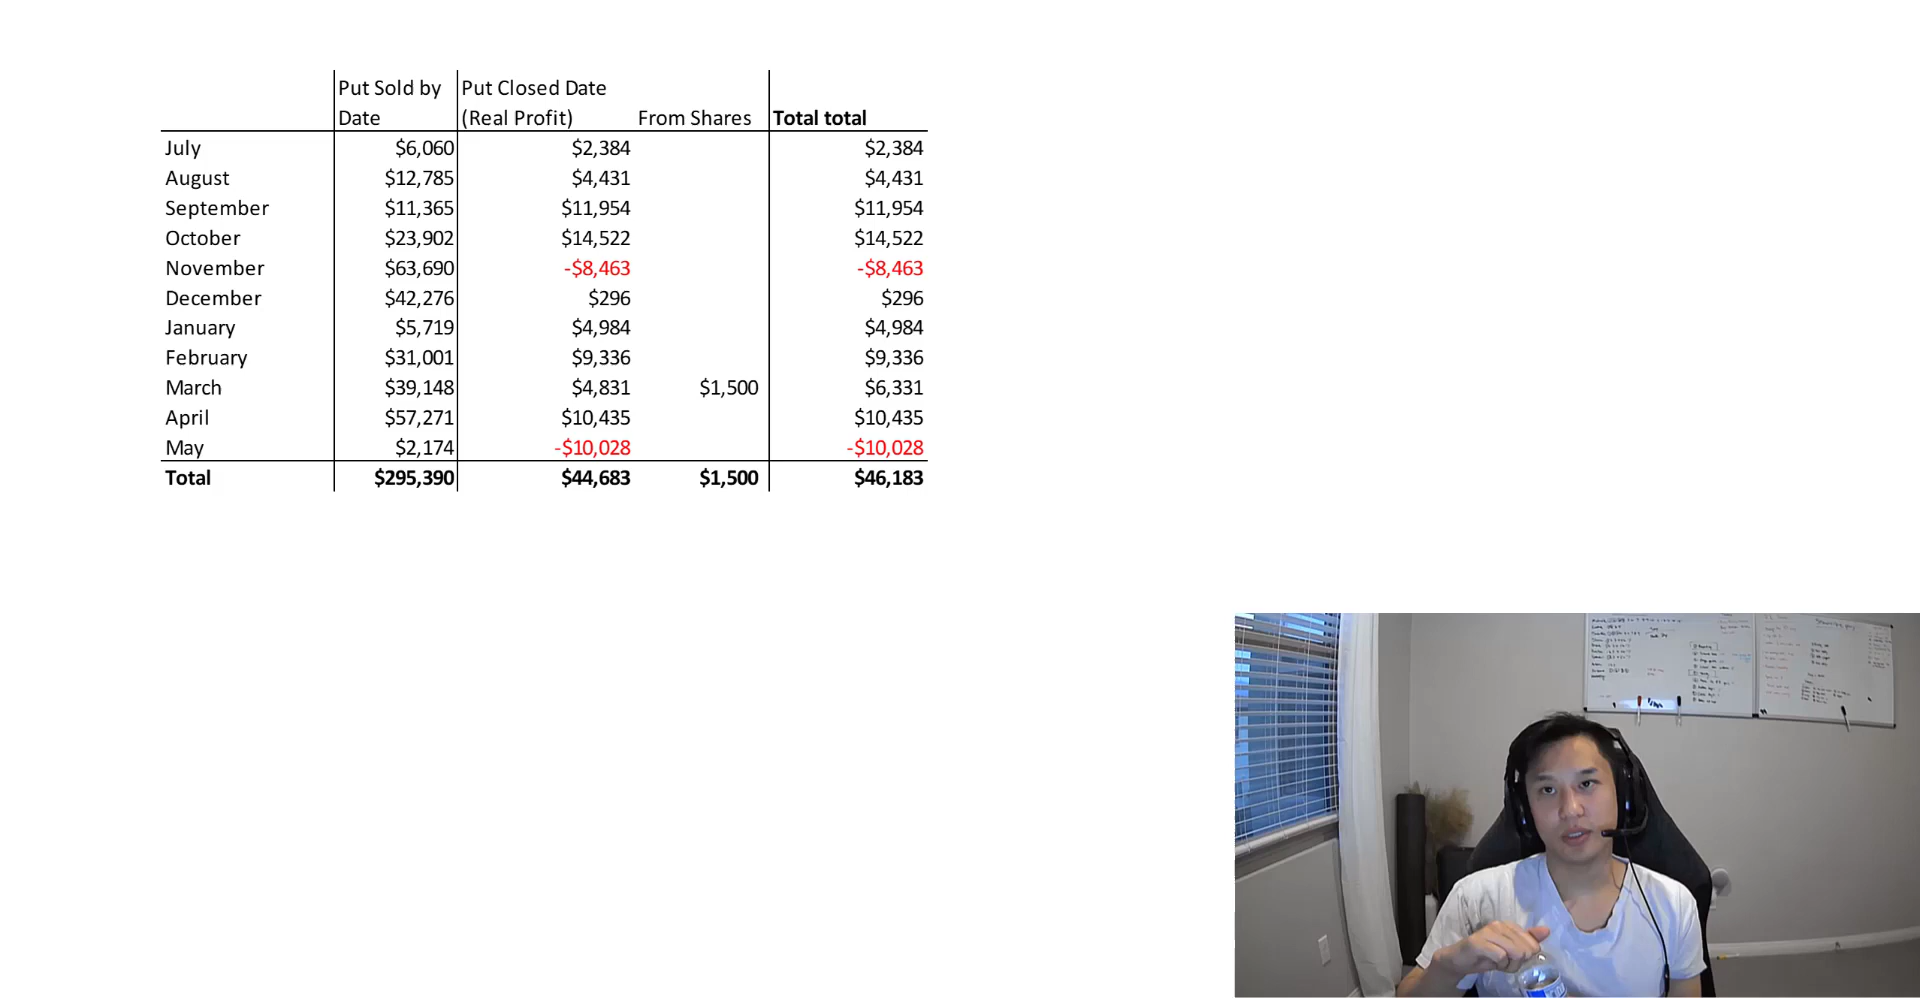 Put Sold by Date | Put Closed Date (Real Profit) | From Shares | Total total
July $6,060 $2,384 $2,384
August $12,785 $4,431 $4,431
September $11,365 $11,954 $11,954
October $23,902 $14,522 $14,522
November $63,690 -$8,463 -$8,463
December $42,276 $296 $296
January $5,719 $4,984 $4,984
February $31,001 $9,336 $9,336
March $39,148 $4,831 $1,500 $6,331
April $57,271 $10,435 $10,435
May $2,174 -$10,028 -$10,028
Total $295,390 $44,683 $1,500 $46,183